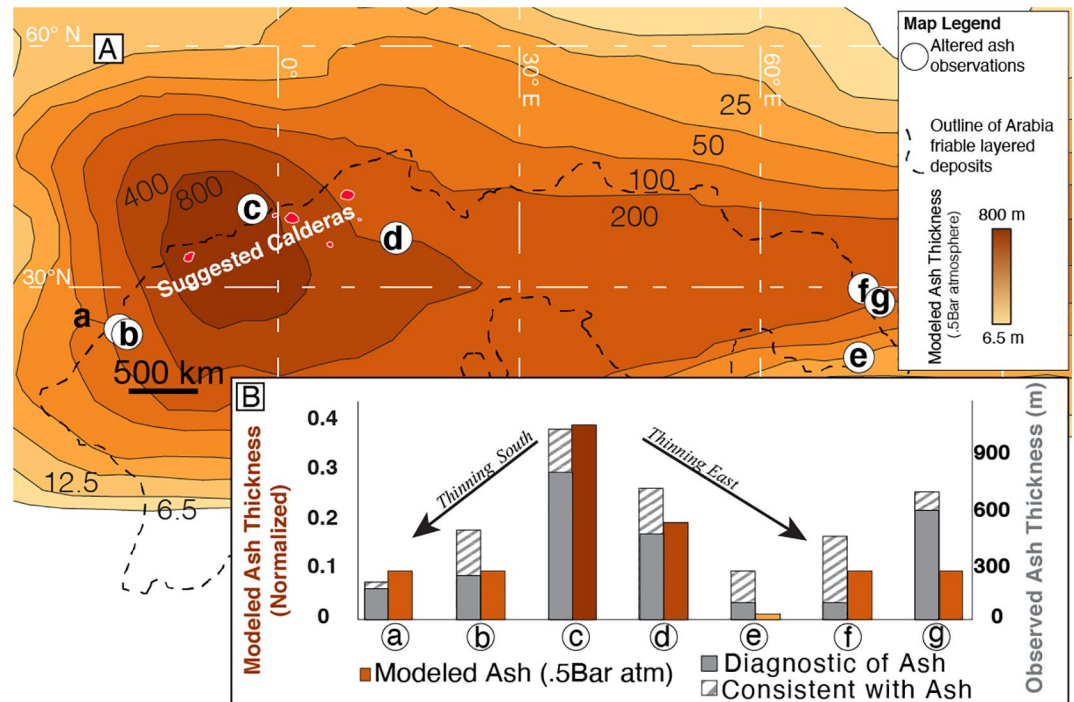 A
60° N
0°
30° E
60° E
25
50
100
200
400
800
c
d
Suggested Calderas
30°N
a
b
f
g
e
500 km
12.5
6.5
Map Legend
Altered ash
observations
Outline of Arabia
friable layered
deposits
Modeled Ash Thickness
(.5Bar atmosphere)
800 m
6.5 m
B
Modeled Ash Thickness
(Normalized)
0.4
0.3
0.2
0.1
0
Thinning South
Thinning East
900
600
300
0
Observed Ash Thickness (m)
a b c d e f g
Modeled Ash (.5Bar atm)
Diagnostic of Ash
Consistent with Ash